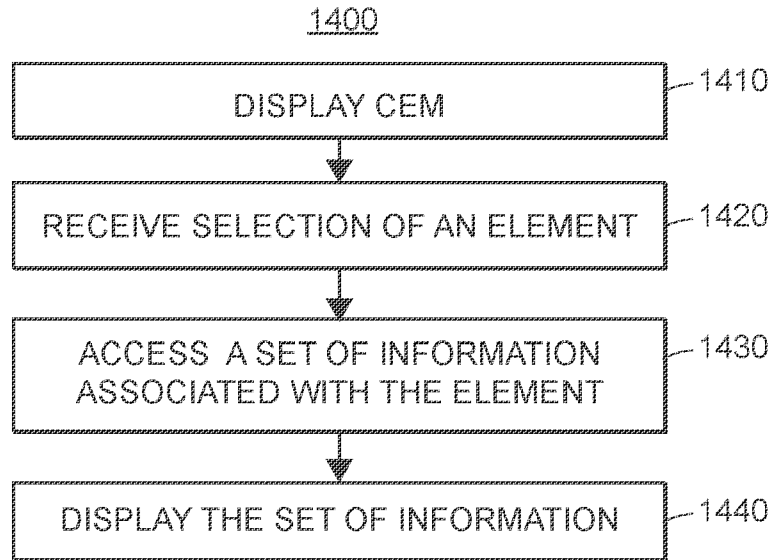 1400
DISPLAY CEM
1410
RECEIVE SELECTION OF AN ELEMENT
1420
ACCESS A SET OF INFORMATION
ASSOCIATED WITH THE ELEMENT
1430
DISPLAY THE SET OF INFORMATION
1440